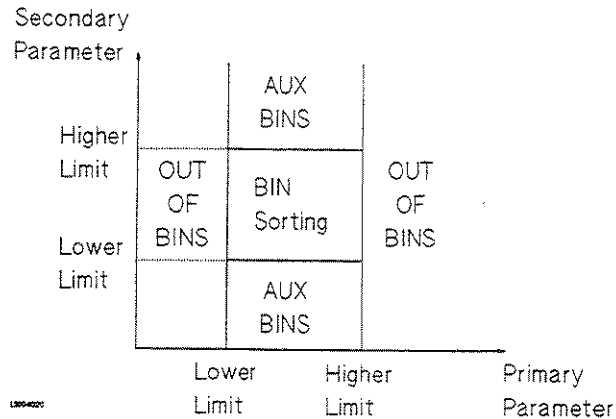 Secondary
Parameter
AUX
BINS
Higher
Limit
OUT
OF
BINS
BIN
Sorting
OUT
OF
BINS
Lower
Limit
AUX
BINS
Lower
Limit
Higher
Limit
Primary
Parameter